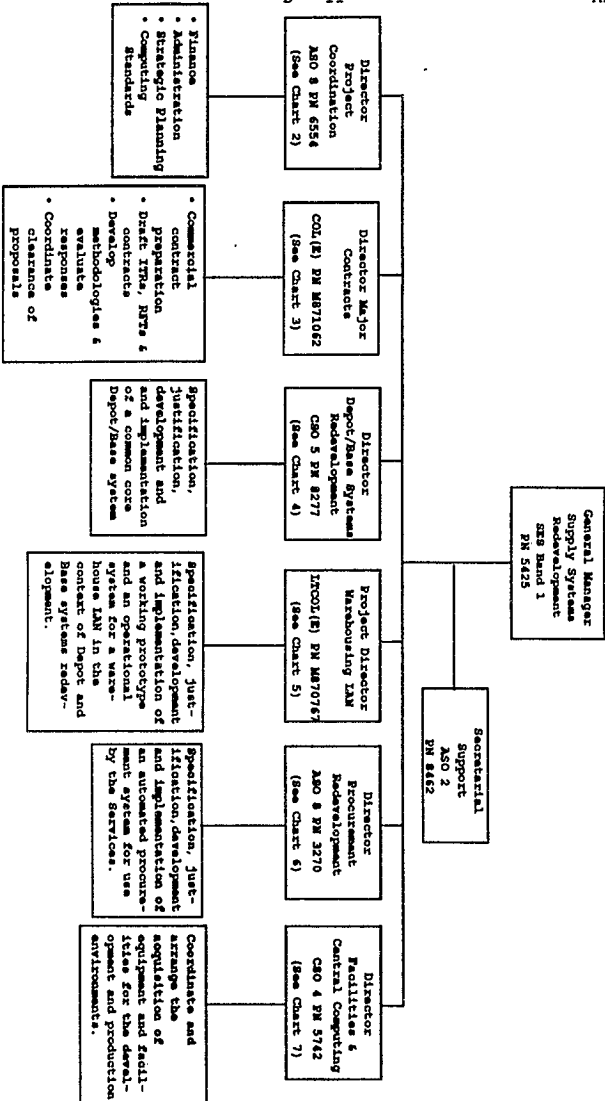 General Manager
Supply Systems
Redevelopment
SES Band 1
PN 5425
Secretarial
Support
ASO 2
PN 8462
Director
Project
Coordination
ASO 8 PN 6554
(See Chart 2)
Director Major
Contracts
COL(E) PN M871062
(See Chart 3)
Director
Depot/Base Systems
Redevelopment
CSO 5 PN 8277
(See Chart 4)
Project Director
Warehousing LAN
LTCOL(E) PN M870767
(See Chart 5)
Director
Procurement
Redevelopment
ASO 8 PN 3270
(See Chart 6)
Director
Facilities &
Central Computing
CSO 4 PN 5742
(See Chart 7)
• Finance
• Administration
• Strategic Planning
• Computing
Standards
• Commercial
contract
preparation
• Draft ITRs, RFTs &
contracts
• Develop
methodologies &
evaluate
responses
• Coordinate
clearance of
proposals
Specification,
justification,
development and
and implementation
of a common core
Depot/Base system
Specification, just-
ification, development
and implementation of
a working prototype
and an operational
system for a ware-
house LAN in the
context of Depot and
Base systems redev-
elopment.
Specification, just-
ification, development
and implementation of
an automated procure-
ment system for use
by the Services.
Coordinate and
arrange the
acquisition of
equipment and facil-
ities for the devel-
opment and production
environments.